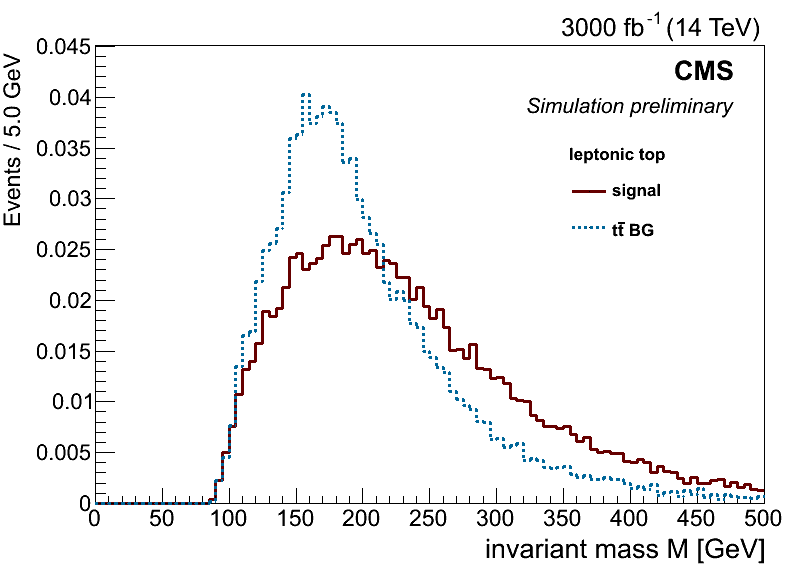 3000 fb⁻¹ (14 TeV)
CMS
Simulation preliminary
leptonic top
signal
tt̄ BG
Events / 5.0 GeV
0.045
0.04
0.035
0.03
0.025
0.02
0.015
0.01
0.005
0
0 50 100 150 200 250 300 350 400 450 500
invariant mass M [GeV]